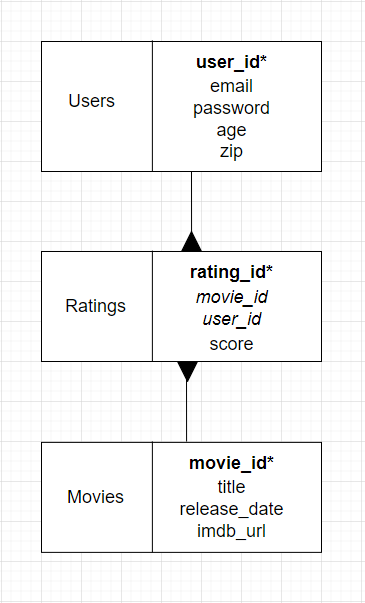 Users
user_id*
email
password
age
zip
Ratings
rating_id*
movie_id
user_id
score
Movies
movie_id*
title
release_date
imdb_url